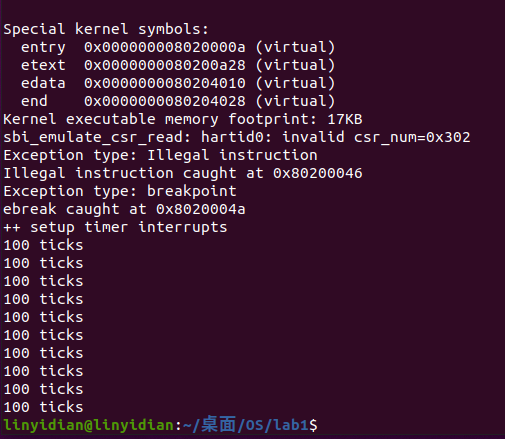 Special kernel symbols:
  entry  0x000000008020000a (virtual)
  etext  0x0000000080200a28 (virtual)
  edata  0x0000000080204010 (virtual)
  end    0x0000000080204028 (virtual)
Kernel executable memory footprint: 17KB
sbi_emulate_csr_read: hartid0: invalid csr_num=0x302
Exception type: Illegal instruction
Illegal instruction caught at 0x80200046
Exception type: breakpoint
ebreak caught at 0x8020004a
++ setup timer interrupts
100 ticks
100 ticks
100 ticks
100 ticks
100 ticks
100 ticks
100 ticks
100 ticks
100 ticks
100 ticks
linyidian@linyidian:~/桌面/OS/lab1$